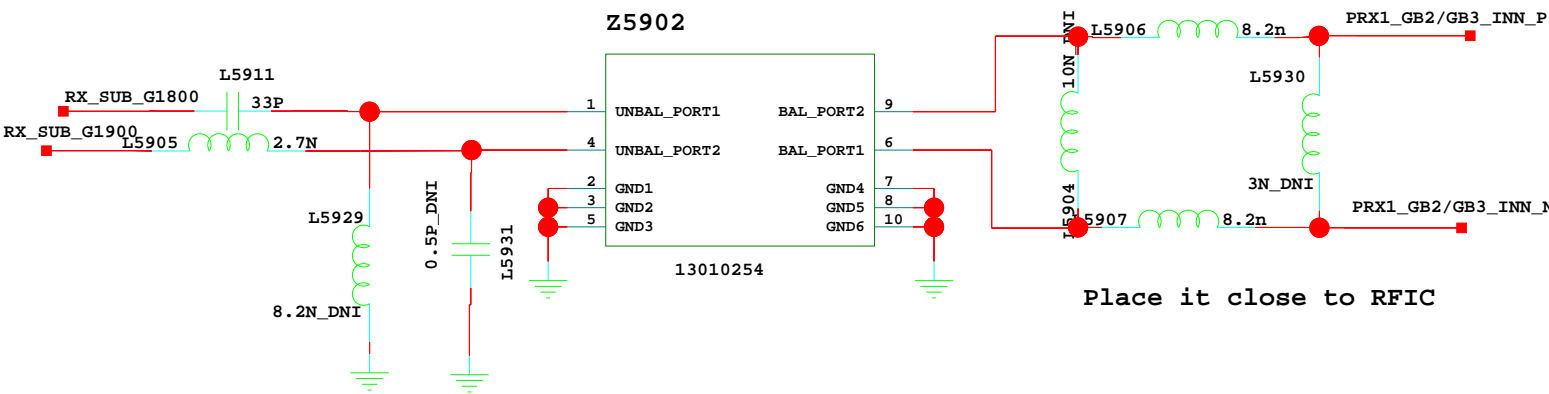 Z5902
10N_DNI
L5906
8.2n
PRX1_GB2/GB3_INN_P
L5911
L5930
RX_SUB_G1800
33P
1
UNBAL_PORT1
BAL_PORT2
9
RX_SUB_G1900
L5905
2.7N
4
UNBAL_PORT2
BAL_PORT1
6
2
GND1
GND4
7
3
GND2
GND5
8
5
GND3
GND6
10
L5904
3N_DNI
L5907
8.2n
PRX1_GB2/GB3_INN_N
L5929
0.5P_DNI
L5931
8.2N_DNI
13010254
Place it close to RFIC